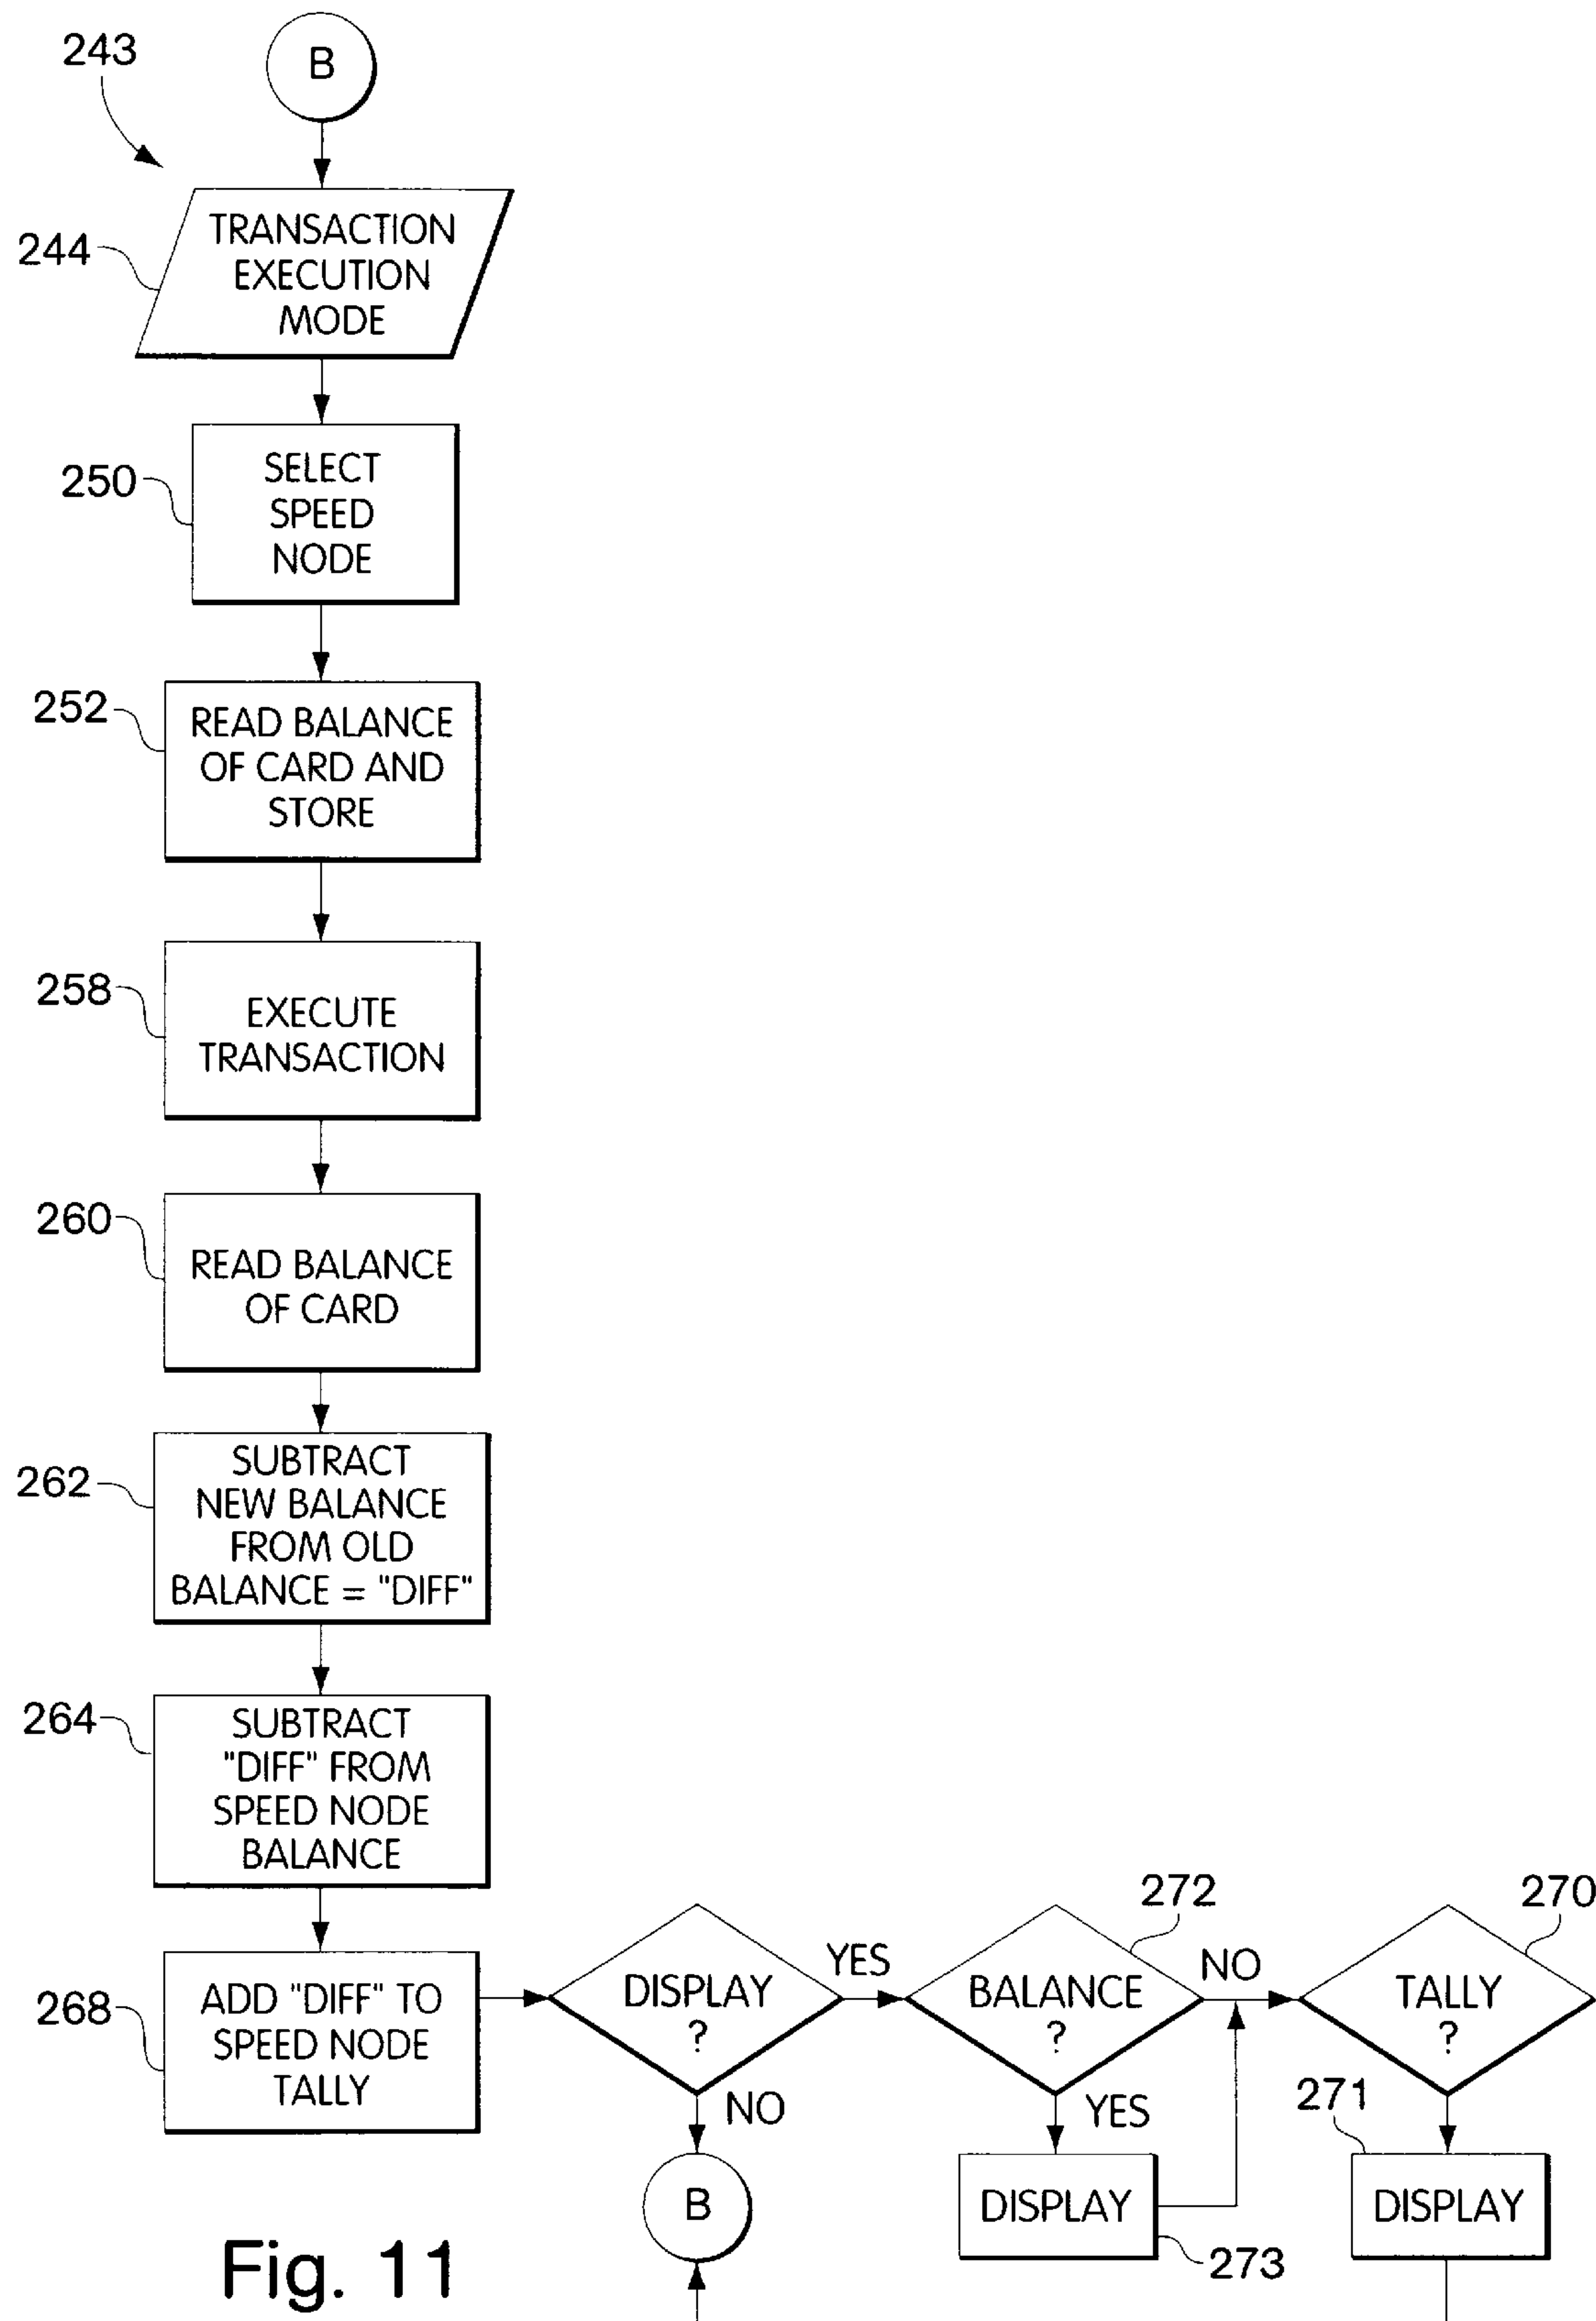 243
B
244
TRANSACTION
EXECUTION
MODE
250
SELECT
SPEED
NODE
252
READ BALANCE
OF CARD AND
STORE
258
EXECUTE
TRANSACTION
260
READ BALANCE
OF CARD
262
SUBTRACT
NEW BALANCE
FROM OLD
BALANCE = "DIFF"
264
SUBTRACT
"DIFF" FROM
SPEED NODE
BALANCE
268
ADD "DIFF" TO
SPEED NODE
TALLY
DISPLAY
?
YES
NO
B
272
BALANCE
?
NO
YES
DISPLAY
273
270
TALLY
?
271
DISPLAY
Fig. 11